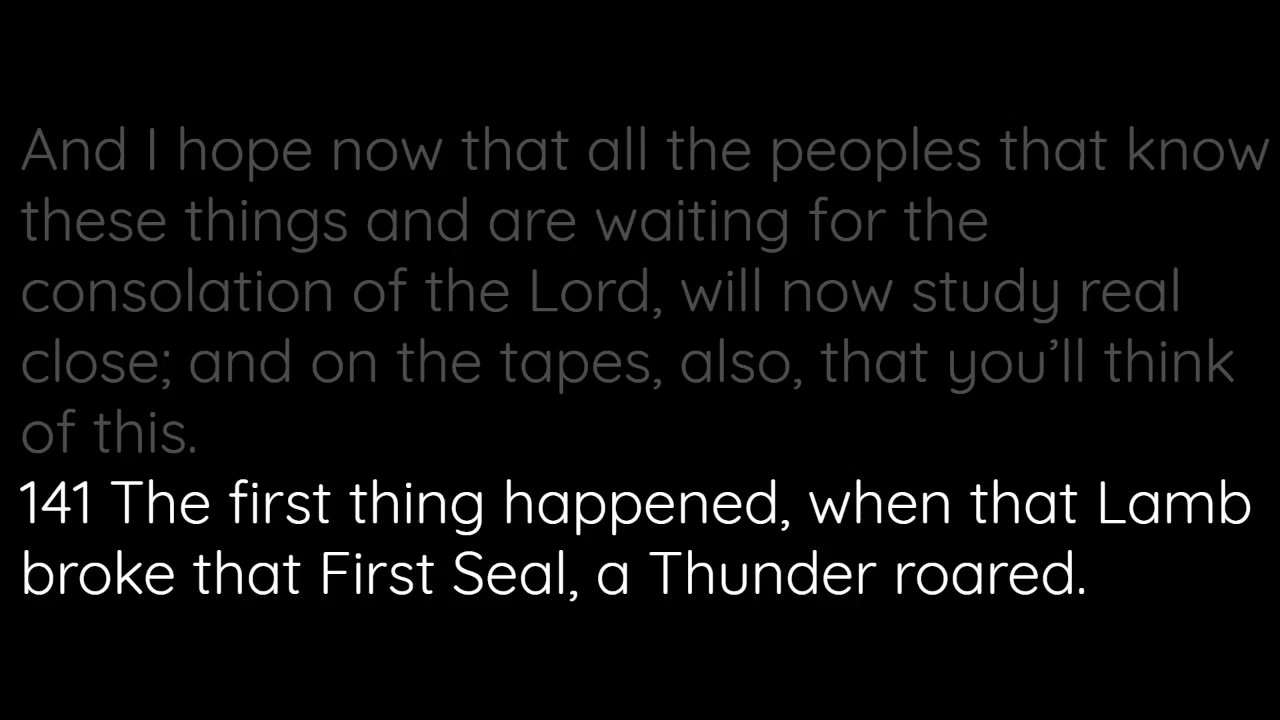 And I hope now that all the peoples that know
these things and are waiting for the
consolation of the Lord, will now study real
close; and on the tapes, also, that you’ll think
of this.
141 The first thing happened, when that Lamb
broke that First Seal, a Thunder roared.